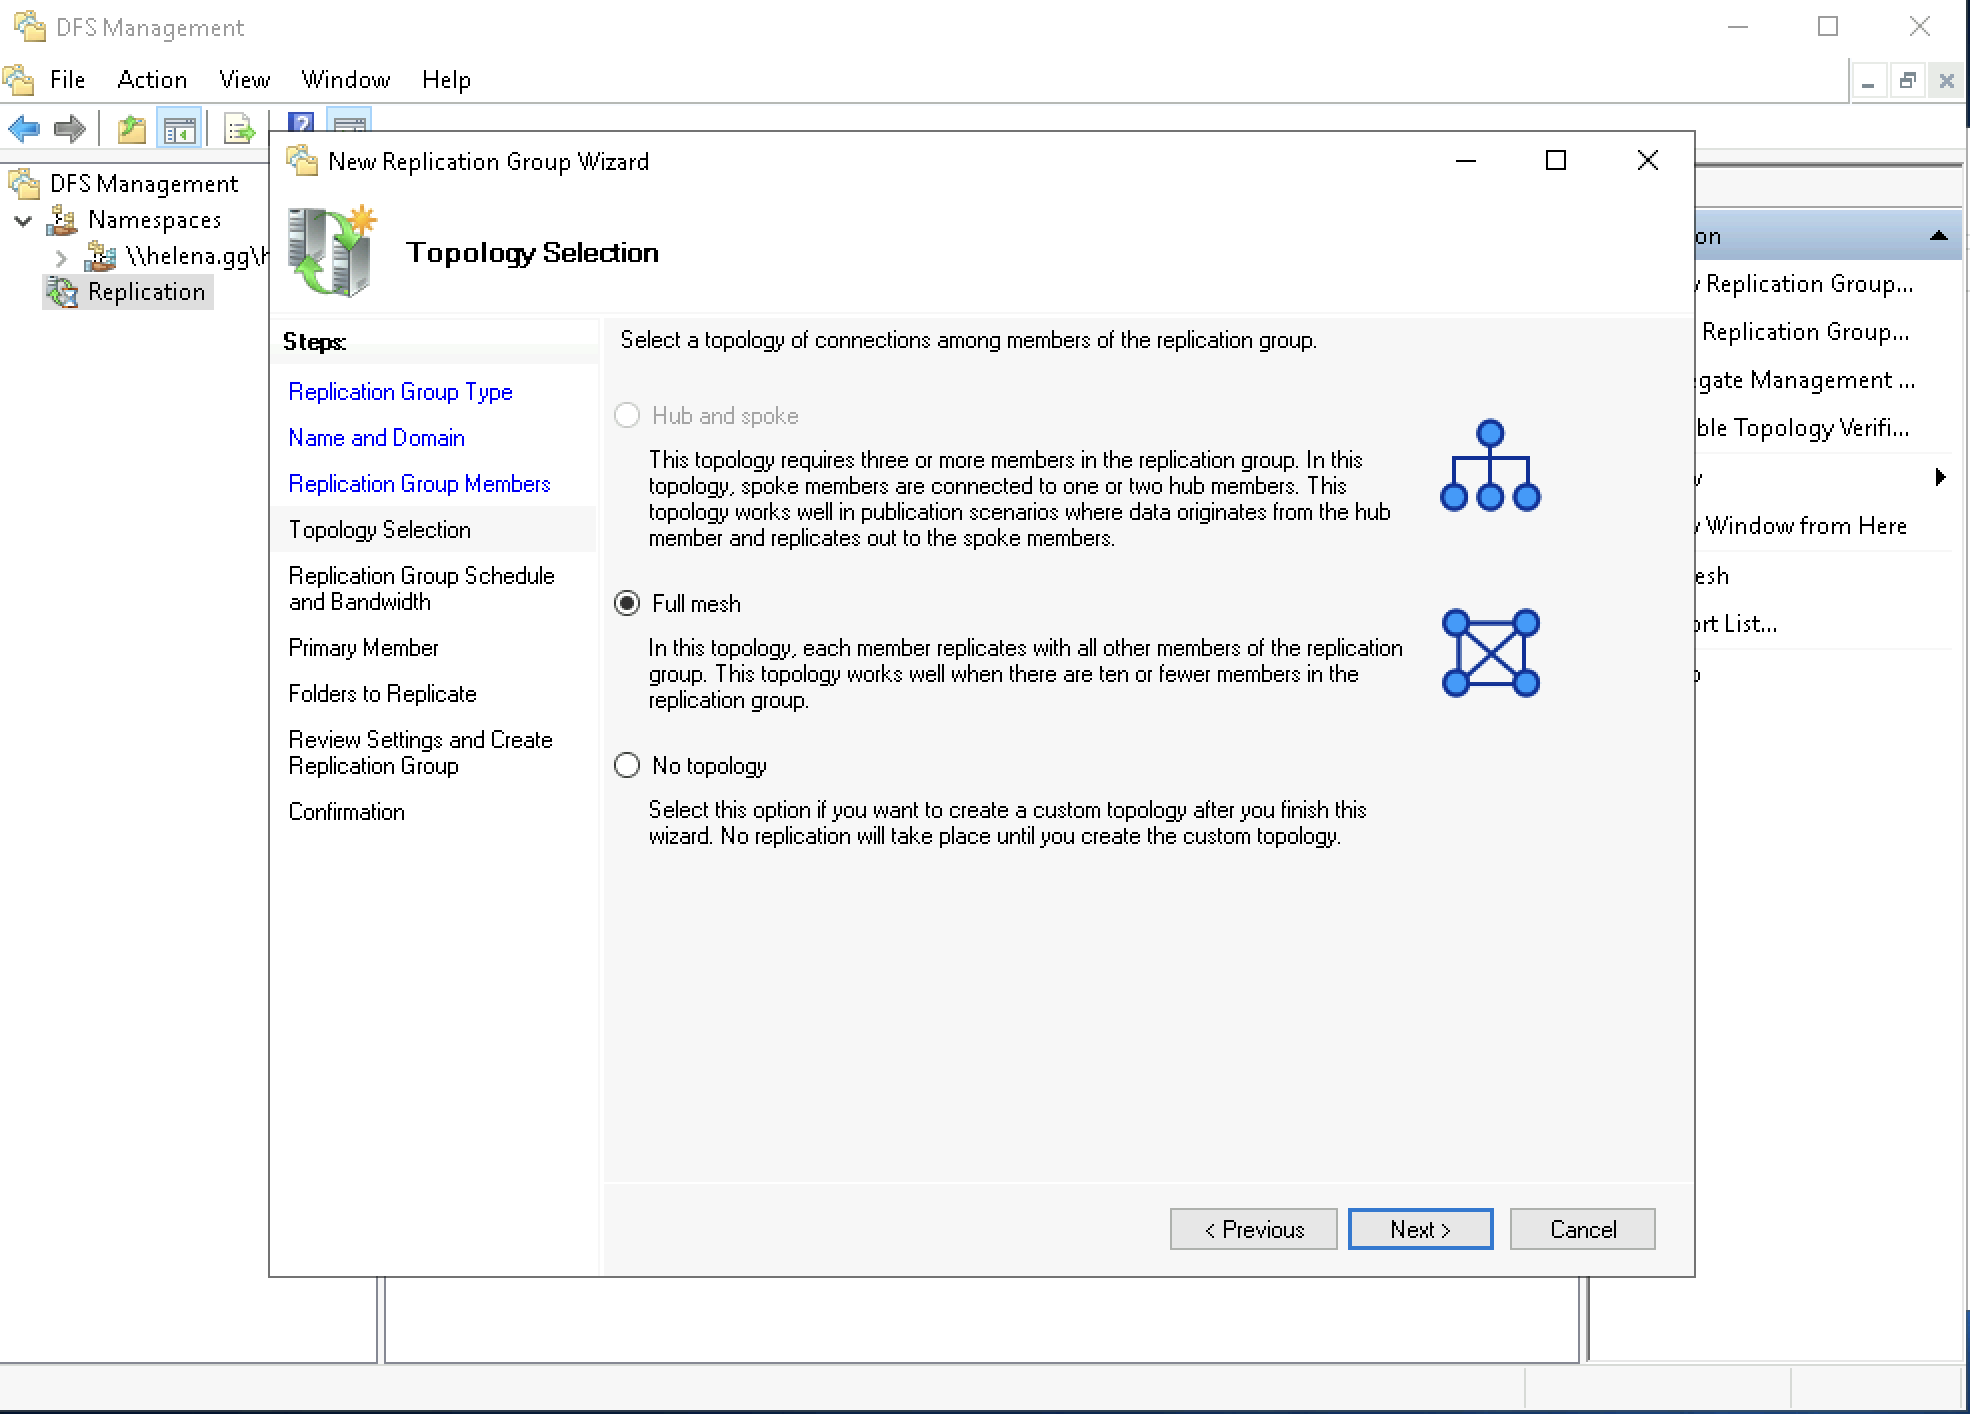 DFS Management
File Action View Window Help
DFS Management
Namespaces
\\helena.gg\h
Replication
New Replication Group Wizard
Topology Selection
Steps:
Replication Group Type
Name and Domain
Replication Group Members
Topology Selection
Replication Group Schedule
and Bandwidth
Primary Member
Folders to Replicate
Review Settings and Create
Replication Group
Confirmation
Select a topology of connections among members of the replication group.
Hub and spoke
This topology requires three or more members in the replication group. In this
topology, spoke members are connected to one or two hub members. This
topology works well in publication scenarios where data originates from the hub
member and replicates out to the spoke members.
Full mesh
In this topology, each member replicates with all other members of the replication
group. This topology works well when there are ten or fewer members in the
replication group.
No topology
Select this option if you want to create a custom topology after you finish this
wizard. No replication will take place until you create the custom topology.
< Previous
Next >
Cancel
on
Replication Group...
Replication Group...
gate Management ...
ble Topology Verifi...
Window from Here
esh
ort List...